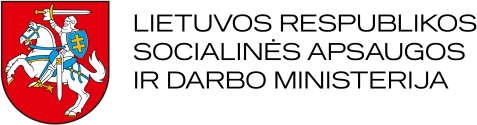 LIETUVOS RESPUBLIKOS
SOCIALINĖS APSAUGOS
IR DARBO MINISTERIJA